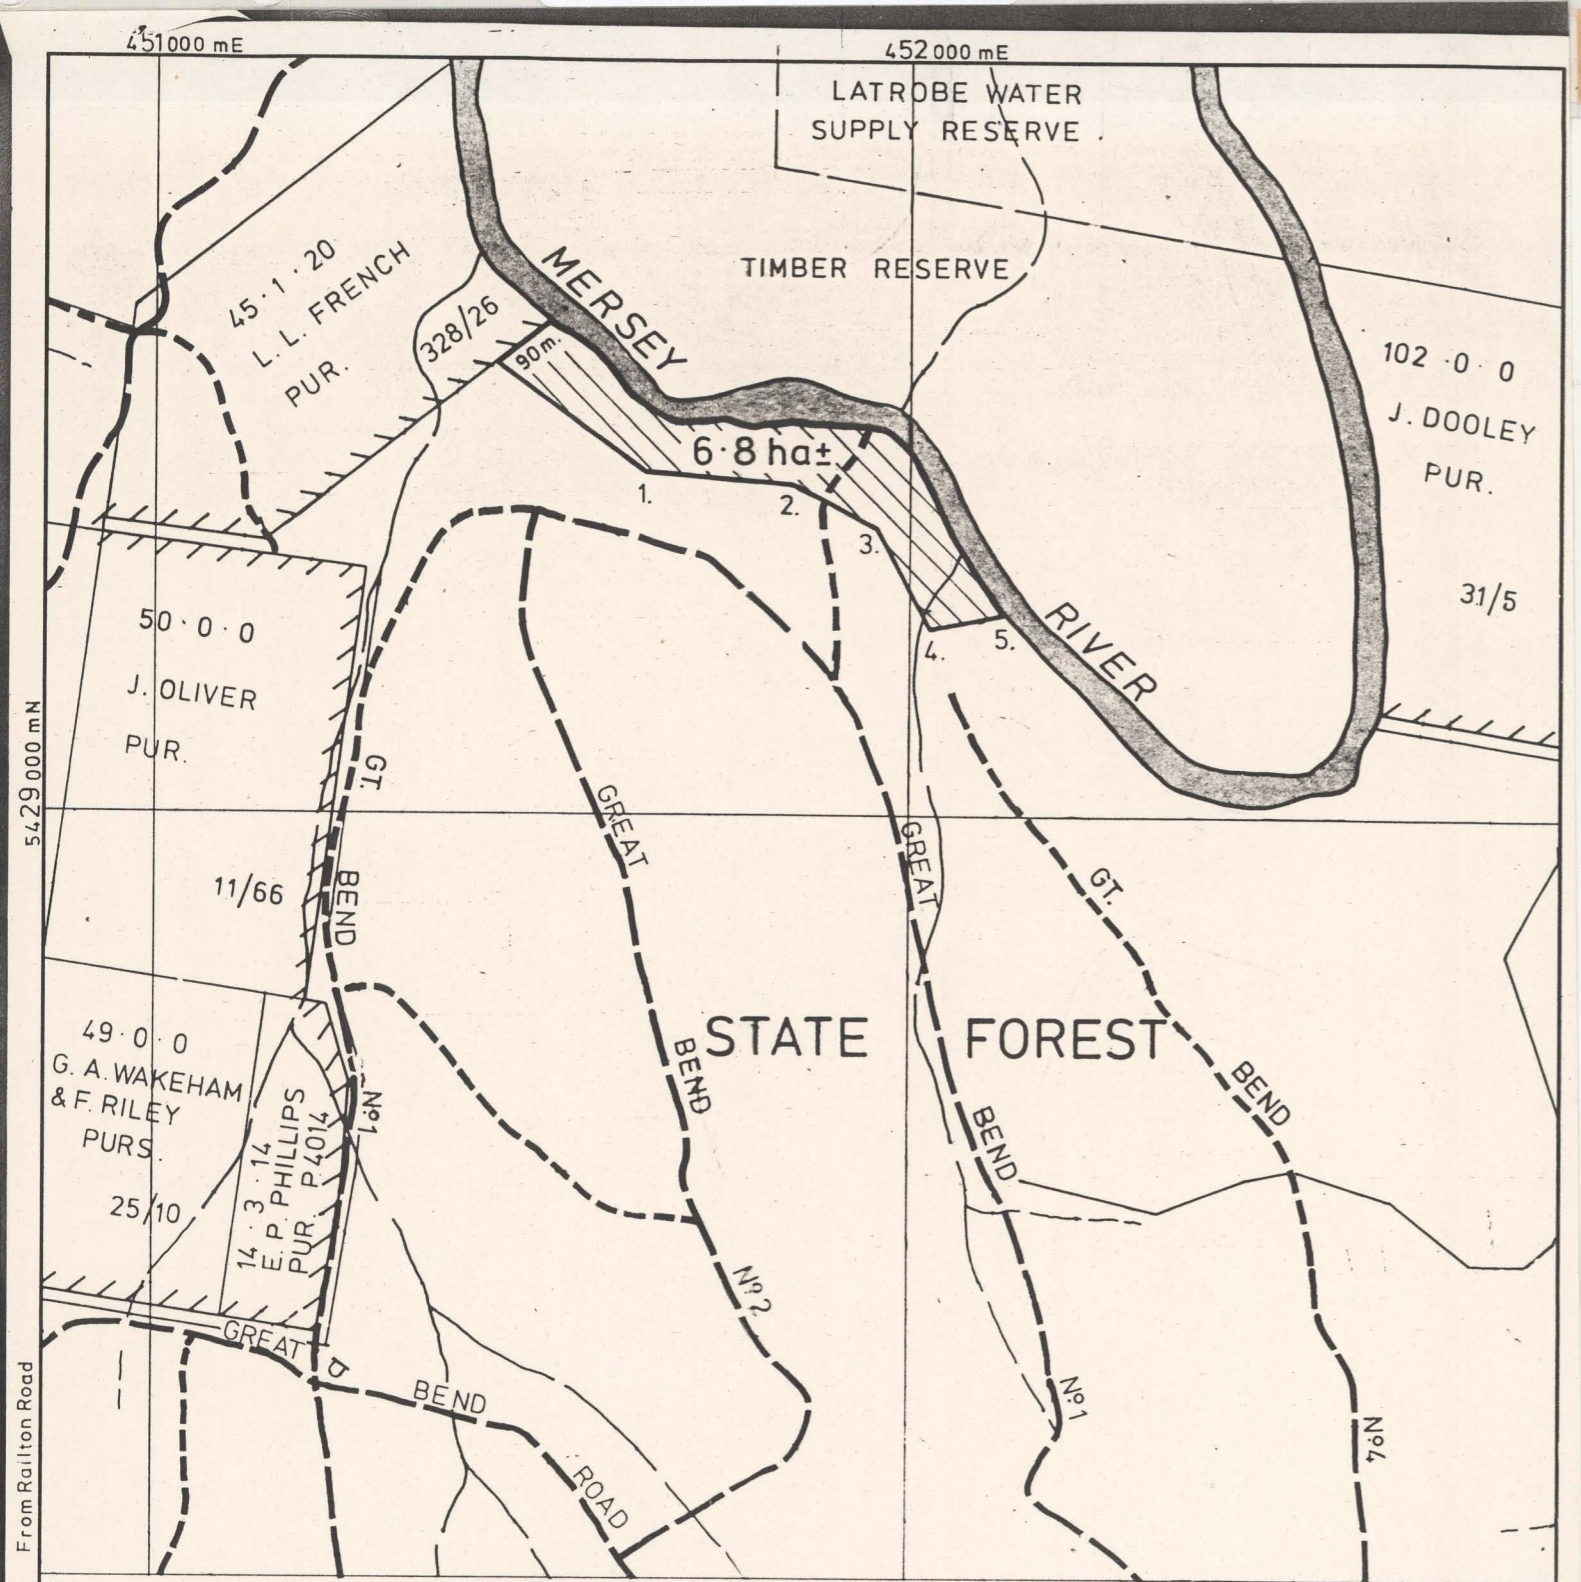 451000 mE
452000 mE
LATROBE WATER
SUPPLY RESERVE .
TIMBER RESERVE
MERSEY
RIVER
45·1·20
L. L. FRENCH
PUR.
328/26
90m.
6·8 ha±
1.
2.
3.
4.
5.
102·0·0
J. DOOLEY
PUR.
31/5
50·0·0
J. OLIVER
PUR.
11/66
5429000 mN
GT.
BEND
Nº1
GREAT
BEND
Nº2
GREAT
BEND
Nº1
GT.
BEND
Nº4
STATE FOREST
49·0·0
G. A. WAKEHAM
& F. RILEY
PURS.
25/10
14·3·14
E. P. PHILLIPS
PUR. P.4014
GREAT
BEND
ROAD
From Railton Road